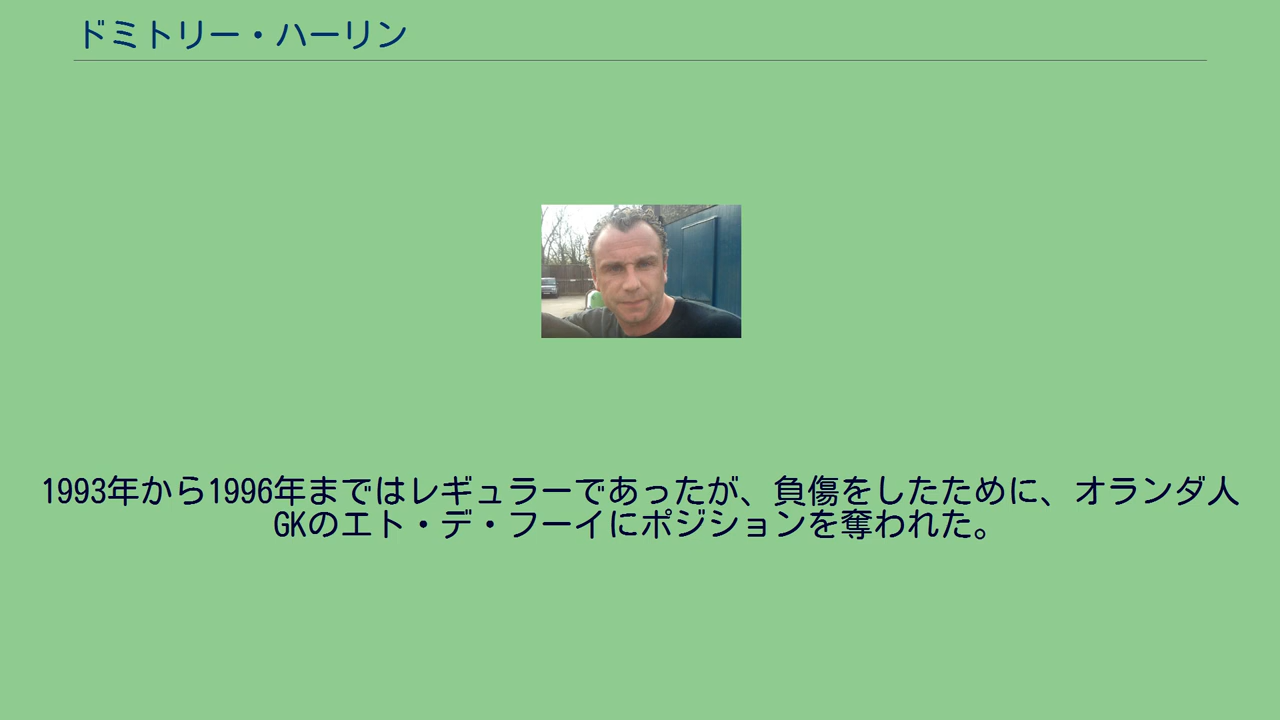 ドミトリー・ハーリン
1993年から1996年まではレギュラーであったが、負傷をしたために、オランダ人
GKのエト・デ・フーイにポジションを奪われた。